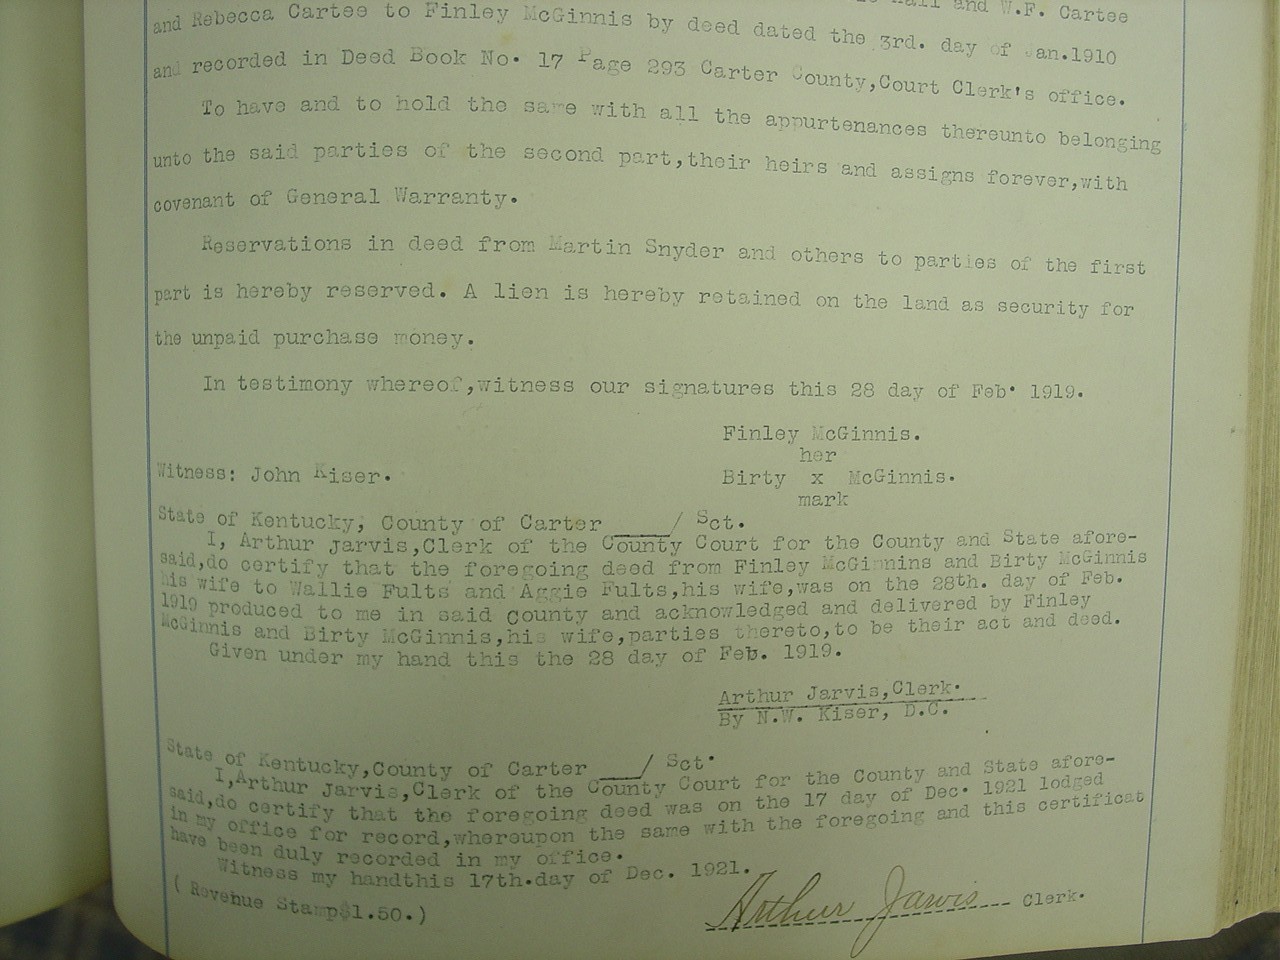 Hall and W.F. Cartee
and Rebecca Cartee to Finley McGinnis by deed dated the 3rd. day of Jan.1910
and recorded in Deed Book No. 17 Page 293 Carter County,Court Clerk's office.
To have and to hold the same with all the appurtenances thereunto belonging
unto the said parties of the second part,their heirs and assigns forever,with
covenant of General Warranty.
Reservations in deed from Martin Snyder and others to parties of the first
part is hereby reserved. A lien is hereby retained on the land as security for
the unpaid purchase money.
In testimony whereof,witness our signatures this 28 day of Feb. 1919.
Finley McGinnis.
her
Witness: John Kiser. Birty x McGinnis.
mark
State of Kentucky, County of Carter ____/ Sct.
I, Arthur Jarvis,Clerk of the County Court for the County and State afore-
said,do certify that the foregoing deed from Finley McGinnins and Birty McGinnis
his wife to Wallie Fults and Aggie Fults,his wife,was on the 28th. day of Feb.
1919 produced to me in said County and acknowledged and delivered by Finley
McGinnis and Birty McGinnis,his wife,parties thereto,to be their act and deed.
Given under my hand this the 28 day of Feb. 1919.
Arthur Jarvis,Clerk.
By N.W. Kiser, D.C.
State of Kentucky,County of Carter ___/ Sct.
I,Arthur Jarvis,Clerk of the County Court for the County and State afore-
said,do certify that the foregoing deed was on the 17 day of Dec. 1921 lodged
in my office for record,whereupon the same with the foregoing and this certificat
have been duly recorded in my office.
Witness my handthis 17th.day of Dec. 1921.
( Revenue Stamp$1.50.) Arthur Jarvis Clerk.